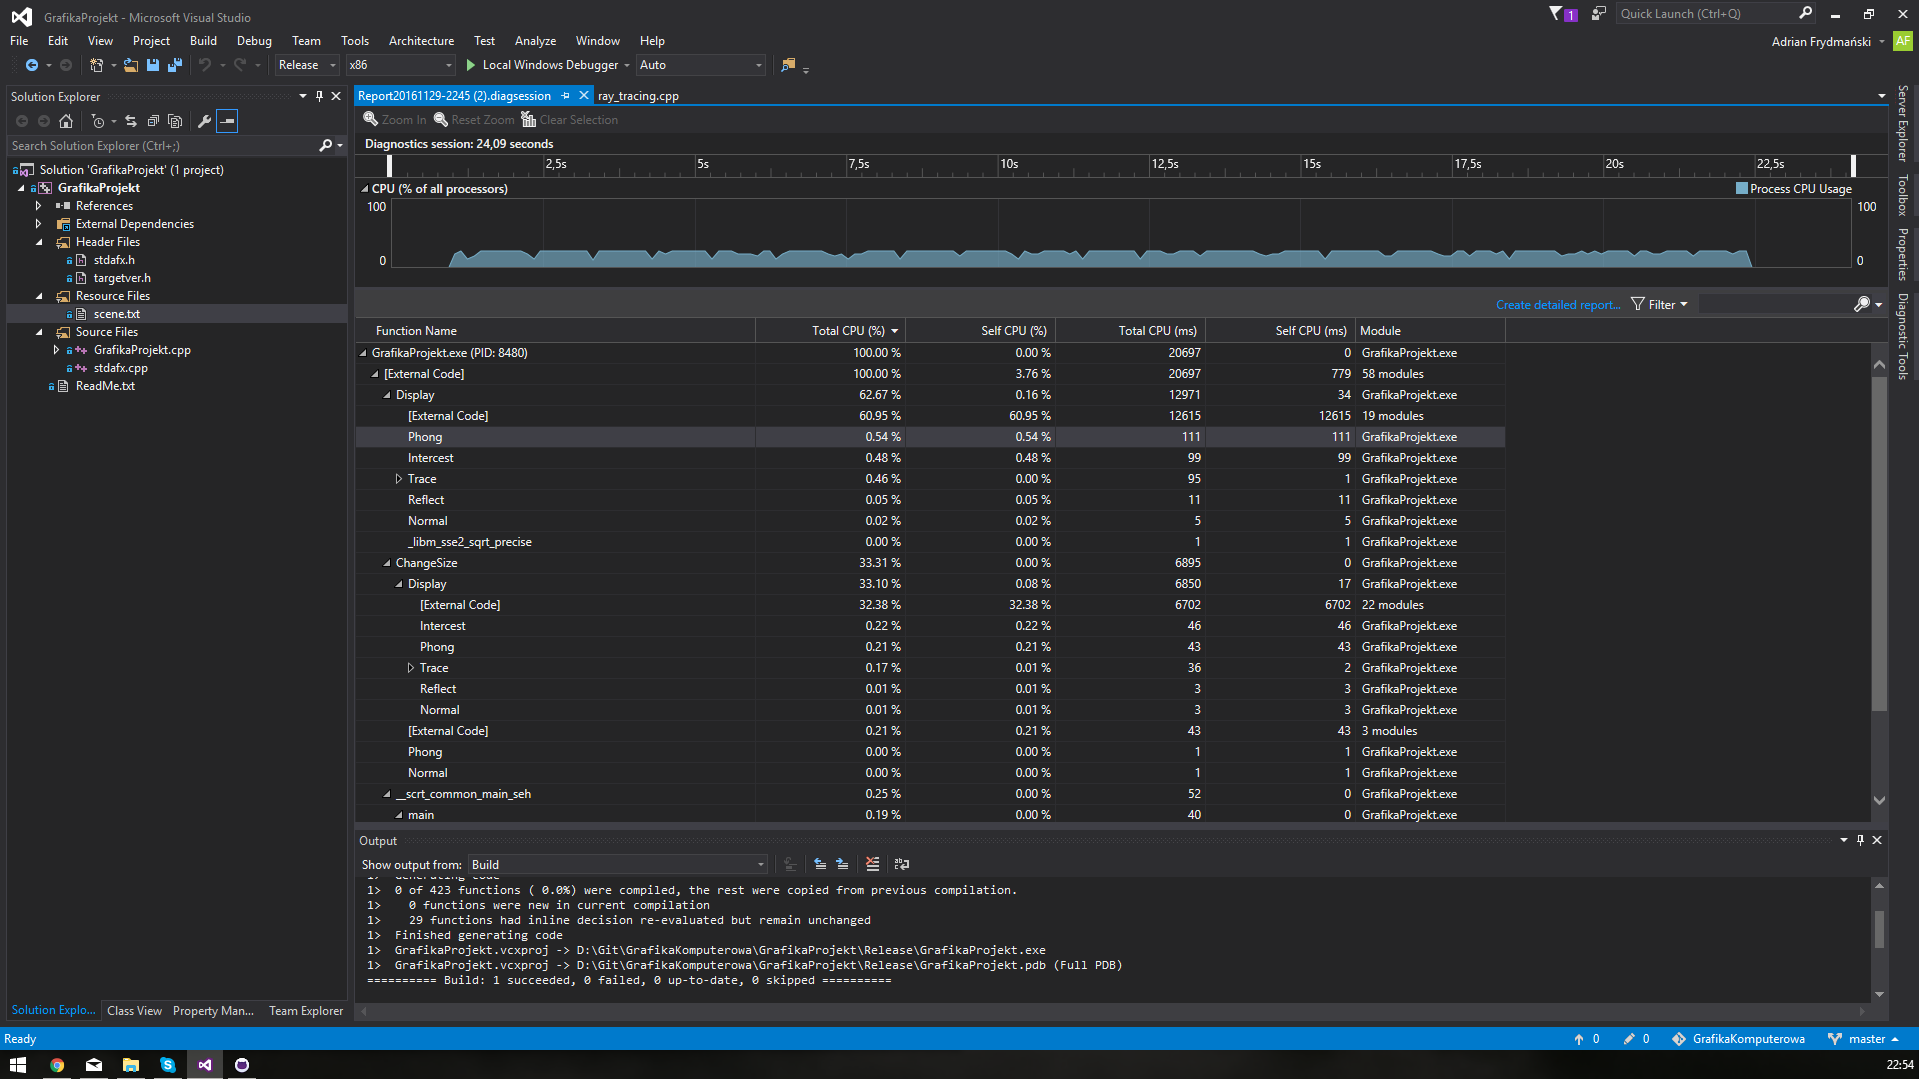 GrafikaProjekt - Microsoft Visual Studio
1
Quick Launch (Ctrl+Q)
File Edit View Project Build Debug Team Tools Architecture Test Analyze Window Help
Adrian Frydmański AF
Release x86 Local Windows Debugger Auto
Solution Explorer
Search Solution Explorer (Ctrl+;)
Solution 'GrafikaProjekt' (1 project)
GrafikaProjekt
References
External Dependencies
Header Files
stdafx.h
targetver.h
Resource Files
scene.txt
Source Files
GrafikaProjekt.cpp
stdafx.cpp
ReadMe.txt
Solution Explo... Class View Property Man... Team Explorer
Report20161129-2245 (2).diagsession ray_tracing.cpp
Zoom In Reset Zoom Clear Selection
Diagnostics session: 24,09 seconds
2,5s 5s 7,5s 10s 12,5s 15s 17,5s 20s 22,5s
CPU (% of all processors) Process CPU Usage
100 100
0 0
Create detailed report... Filter
Function Name Total CPU (%) Self CPU (%) Total CPU (ms) Self CPU (ms) Module
GrafikaProjekt.exe (PID: 8480) 100.00 % 0.00 % 20697 0 GrafikaProjekt.exe
[External Code] 100.00 % 3.76 % 20697 779 58 modules
Display 62.67 % 0.16 % 12971 34 GrafikaProjekt.exe
[External Code] 60.95 % 60.95 % 12615 12615 19 modules
Phong 0.54 % 0.54 % 111 111 GrafikaProjekt.exe
Intercest 0.48 % 0.48 % 99 99 GrafikaProjekt.exe
Trace 0.46 % 0.00 % 95 1 GrafikaProjekt.exe
Reflect 0.05 % 0.05 % 11 11 GrafikaProjekt.exe
Normal 0.02 % 0.02 % 5 5 GrafikaProjekt.exe
_libm_sse2_sqrt_precise 0.00 % 0.00 % 1 1 GrafikaProjekt.exe
ChangeSize 33.31 % 0.00 % 6895 0 GrafikaProjekt.exe
Display 33.10 % 0.08 % 6850 17 GrafikaProjekt.exe
[External Code] 32.38 % 32.38 % 6702 6702 22 modules
Intercest 0.22 % 0.22 % 46 46 GrafikaProjekt.exe
Phong 0.21 % 0.21 % 43 43 GrafikaProjekt.exe
Trace 0.17 % 0.01 % 36 2 GrafikaProjekt.exe
Reflect 0.01 % 0.01 % 3 3 GrafikaProjekt.exe
Normal 0.01 % 0.01 % 3 3 GrafikaProjekt.exe
[External Code] 0.21 % 0.21 % 43 43 3 modules
Phong 0.00 % 0.00 % 1 1 GrafikaProjekt.exe
Normal 0.00 % 0.00 % 1 1 GrafikaProjekt.exe
__scrt_common_main_seh 0.25 % 0.00 % 52 0 GrafikaProjekt.exe
main 0.19 % 0.00 % 40 0 GrafikaProjekt.exe
Output
Show output from: Build
1> Generating code
1> 0 of 423 functions ( 0.0%) were compiled, the rest were copied from previous compilation.
1> 0 functions were new in current compilation
1> 29 functions had inline decision re-evaluated but remain unchanged
1> Finished generating code
1> GrafikaProjekt.vcxproj -> D:\Git\GrafikaKomputerowa\GrafikaProjekt\Release\GrafikaProjekt.exe
1> GrafikaProjekt.vcxproj -> D:\Git\GrafikaKomputerowa\GrafikaProjekt\Release\GrafikaProjekt.pdb (Full PDB)
========== Build: 1 succeeded, 0 failed, 0 up-to-date, 0 skipped ==========
Server Explorer
Toolbox
Properties
Diagnostic Tools
Ready 0 0 GrafikaKomputerowa master
22:54